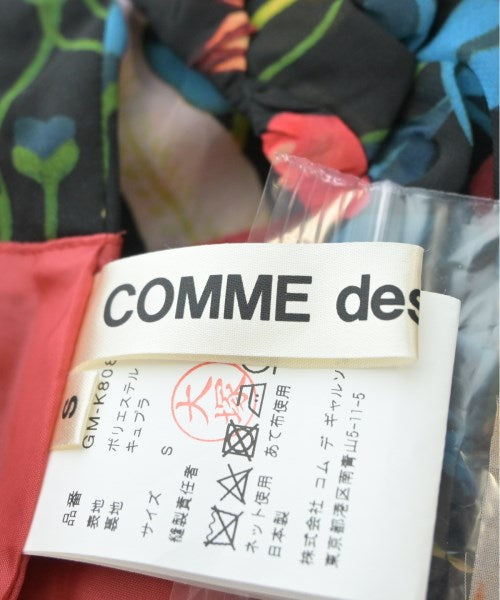 COMME des
S
品番 GM-K808
表地 ポリエステル
裏地 キュプラ
サイズ S
縫製責任者 大塚
ネット使用 あて布使用
日本製
株式会社 コム デ ギャルソン
東京都港区南青山5-11-5